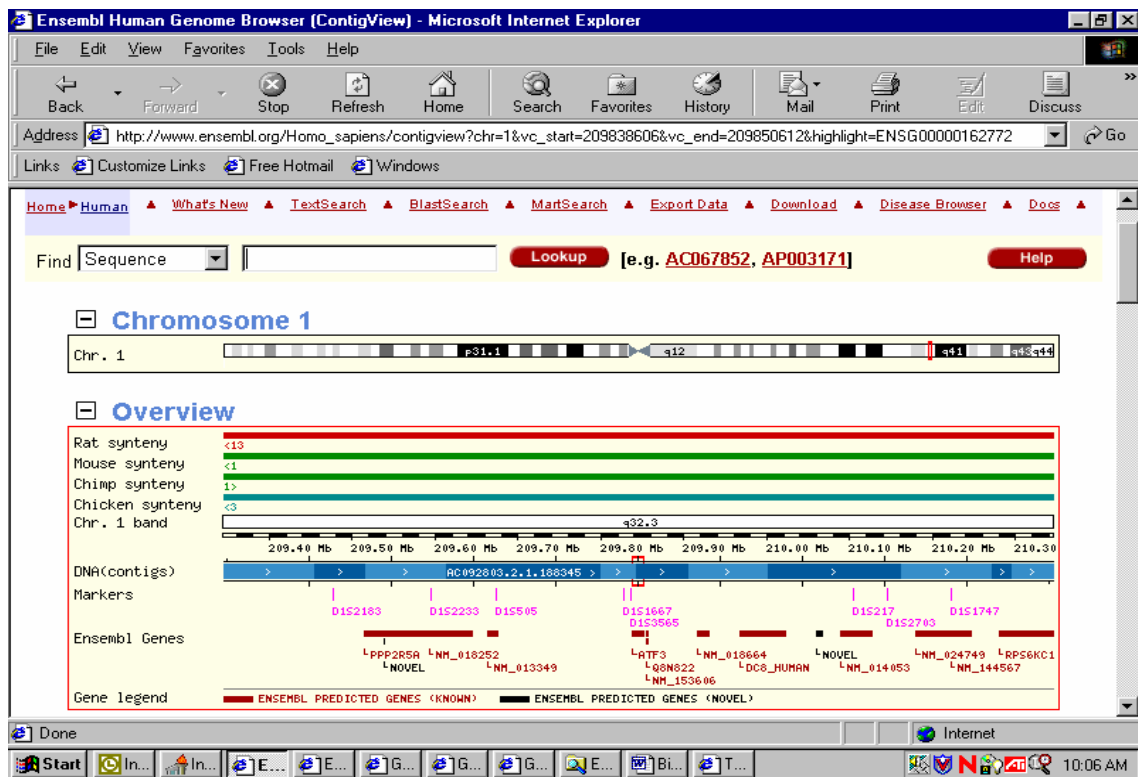 Ensembl Human Genome Browser (ContigView) - Microsoft Internet Explorer
File Edit View Favorites Tools Help
Back Forward Stop Refresh Home Search Favorites History Mail Print Edit Discuss »
Address http://www.ensembl.org/Homo_sapiens/contigview?chr=1&vc_start=209838606&vc_end=209850612&highlight=ENSG00000162772 Go
Links Customize Links Free Hotmail Windows
Home Human What's New TextSearch BlastSearch MartSearch Export Data Download Disease Browser Docs
Find Sequence Lookup [e.g. AC067852, AP003171] Help
Chromosome 1
Chr. 1 p31.1 q12 q41 q43 q44
Overview
Rat synteny <13
Mouse synteny <1
Chimp synteny 1>
Chicken synteny <3
Chr. 1 band q32.3
209.40 Mb 209.50 Mb 209.60 Mb 209.70 Mb 209.80 Mb 209.90 Mb 210.00 Mb 210.10 Mb 210.20 Mb 210.30
DNA(contigs) > > > AC092803.2.1.188345 > > > > > > > >
Markers
D1S2183 D1S2233 D1S505 D1S1667 D1S217 D1S1747
D1S3565 D1S2703
Ensembl Genes
PPP2R5A NM_018252 ATF3 NM_018664 NOVEL NM_024749 RPS6KC1
NOVEL NM_013349 Q8N822 DC8_HUMAN NM_014053 NM_144567
NM_153606
Gene legend ENSEMBL PREDICTED GENES (KNOWN) ENSEMBL PREDICTED GENES (NOVEL)
Done Internet
Start In... In... E... E... G... G... G... E... Bi... T... 10:06 AM